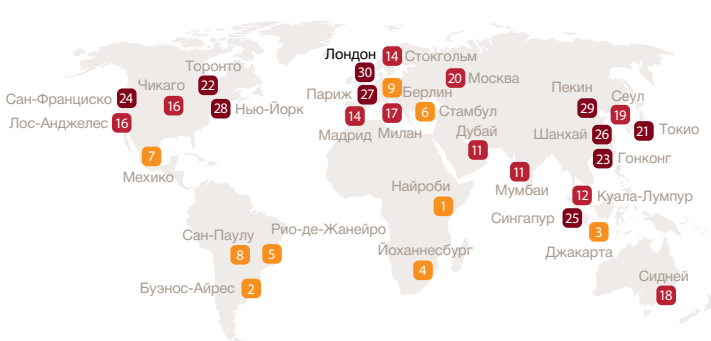 Лондон
30
14 Стокгольм
Торонто
22
Чикаго
16
Сан-Франциско 24
28 Нью-Йорк
Лос-Анджелес 16
7
Мехико
Париж 27
9
Берлин
20 Москва
14
Мадрид
17
Милан
6 Стамбул
Дубай
11
Пекин
29
Сеул
19
21 Токио
Шанхай 26
23 Гонконг
11
Мумбаи
12 Куала-Лумпур
Сингапур 25
3
Джакарта
Найроби
1
Рио-де-Жанейро
5
Сан-Паулу
8
Йоханнесбург
4
Буэнос-Айрес 2
Сидней
18